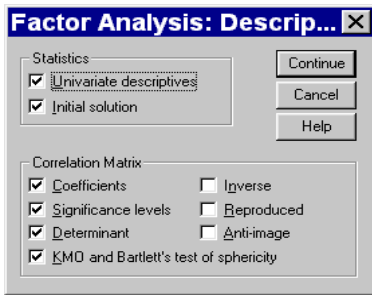 Factor Analysis: Descrip...
Statistics
Univariate descriptives
Initial solution
Continue
Cancel
Help
Correlation Matrix
Coefficients
Inverse
Significance levels
Reproduced
Determinant
Anti-image
KMO and Bartlett's test of sphericity